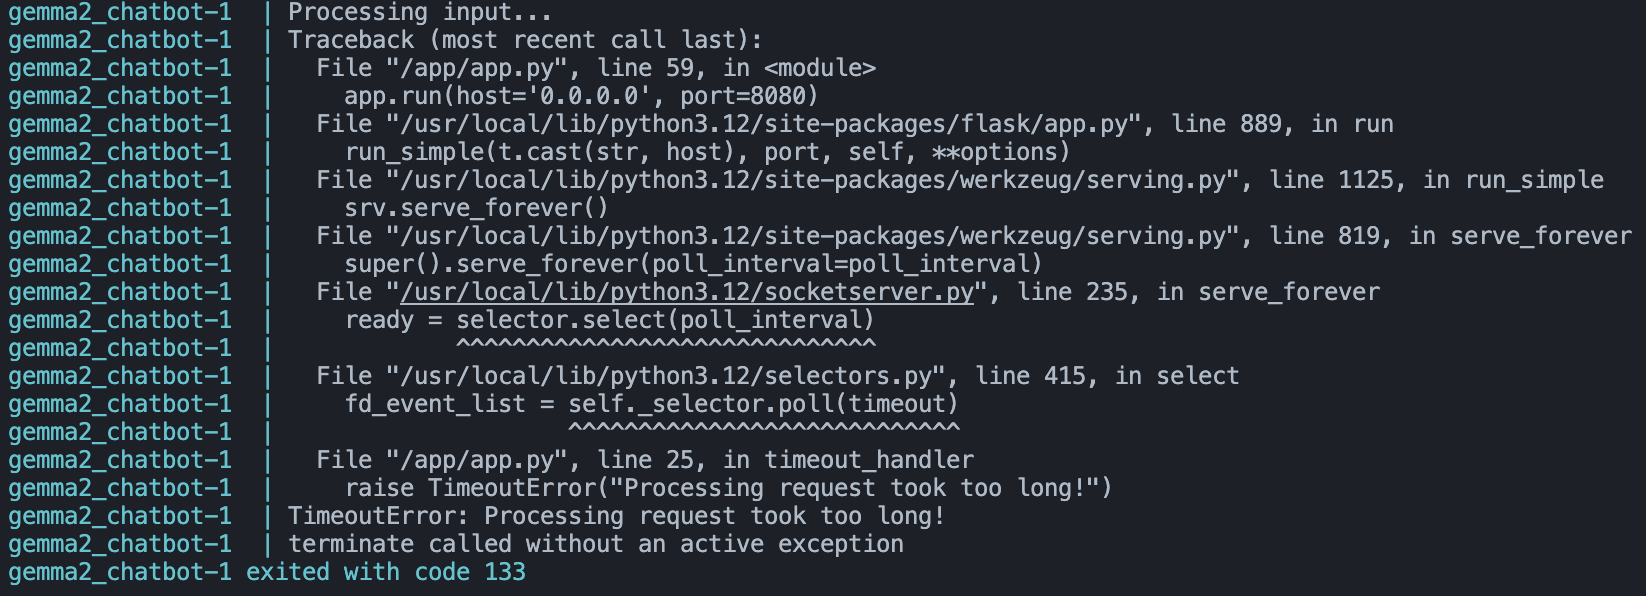 gemma2_chatbot-1  | Processing input...
gemma2_chatbot-1  | Traceback (most recent call last):
gemma2_chatbot-1  |   File "/app/app.py", line 59, in <module>
gemma2_chatbot-1  |     app.run(host='0.0.0.0', port=8080)
gemma2_chatbot-1  |   File "/usr/local/lib/python3.12/site-packages/flask/app.py", line 889, in run
gemma2_chatbot-1  |     run_simple(t.cast(str, host), port, self, **options)
gemma2_chatbot-1  |   File "/usr/local/lib/python3.12/site-packages/werkzeug/serving.py", line 1125, in run_simple
gemma2_chatbot-1  |     srv.serve_forever()
gemma2_chatbot-1  |   File "/usr/local/lib/python3.12/site-packages/werkzeug/serving.py", line 819, in serve_forever
gemma2_chatbot-1  |     super().serve_forever(poll_interval=poll_interval)
gemma2_chatbot-1  |   File "/usr/local/lib/python3.12/socketserver.py", line 235, in serve_forever
gemma2_chatbot-1  |     ready = selector.select(poll_interval)
gemma2_chatbot-1  |             ^^^^^^^^^^^^^^^^^^^^^^^^^^^^^^
gemma2_chatbot-1  |   File "/usr/local/lib/python3.12/selectors.py", line 415, in select
gemma2_chatbot-1  |     fd_event_list = self._selector.poll(timeout)
gemma2_chatbot-1  |                     ^^^^^^^^^^^^^^^^^^^^^^^^^^^^
gemma2_chatbot-1  |   File "/app/app.py", line 25, in timeout_handler
gemma2_chatbot-1  |     raise TimeoutError("Processing request took too long!")
gemma2_chatbot-1  | TimeoutError: Processing request took too long!
gemma2_chatbot-1  | terminate called without an active exception
gemma2_chatbot-1 exited with code 133